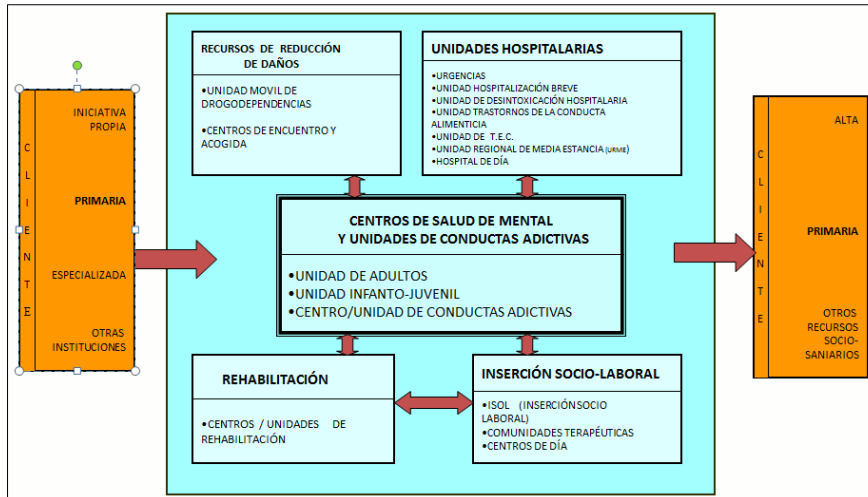 C L I E N T E
INICIATIVA
PROPIA
PRIMARIA
ESPECIALIZADA
OTRAS
INSTITUCIONES
RECURSOS DE REDUCCIÓN
DE DAÑOS
•UNIDAD MOVIL DE
DROGODEPENDENCIAS
•CENTROS DE ENCUENTRO Y
ACOGIDA
UNIDADES HOSPITALARIAS
•URGENCIAS
•UNIDAD HOSPITALIZACIÓN BREVE
•UNIDAD DE DESINTOXICACIÓN HOSPITALARIA
•UNIDAD TRASTORNOS DE LA CONDUCTA
ALIMENTICIA
•UNIDAD DE T.E.C.
•UNIDAD REGIONAL DE MEDIA ESTANCIA (URME)
•HOSPITAL DE DÍA
CENTROS DE SALUD DE MENTAL
Y UNIDADES DE CONDUCTAS ADICTIVAS
•UNIDAD DE ADULTOS
•UNIDAD INFANTO-JUVENIL
•CENTRO/UNIDAD DE CONDUCTAS ADICTIVAS
REHABILITACIÓN
•CENTROS / UNIDADES DE
REHABILITACIÓN
INSERCIÓN SOCIO-LABORAL
•ISOL (INSERCIÓN SOCIO
LABORAL)
•COMUNIDADES TERAPÉUTICAS
•CENTROS DE DÍA
C L I E N T E
ALTA
PRIMARIA
OTROS
RECURSOS
SOCIO-
SANIARIOS